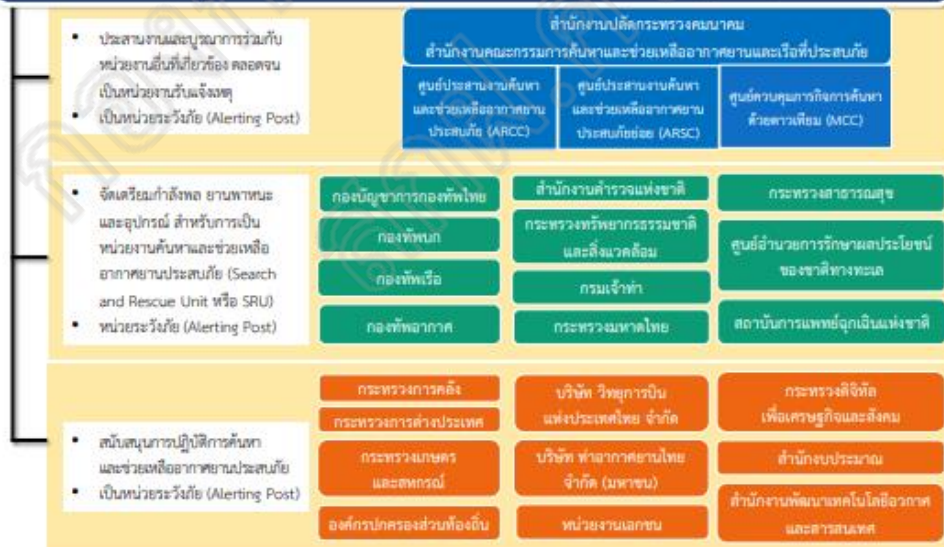 • ประสานงานและบูรณาการร่วมกับ
หน่วยงานอื่นที่เกี่ยวข้อง ตลอดจน
เป็นหน่วยงานรับแจ้งเหตุ
• เป็นหน่วยระวังภัย (Alerting Post)
สำนักงานปลัดกระทรวงคมนาคม
สำนักงานคณะกรรมการค้นหาและช่วยเหลืออากาศยานและเรือที่ประสบภัย
ศูนย์ประสานงานค้นหา
และช่วยเหลืออากาศยาน
ประสบภัย (ARCC)
ศูนย์ประสานงานค้นหา
และช่วยเหลืออากาศยาน
ประสบภัยย่อย (ARSC)
ศูนย์ควบคุมภารกิจการค้นหา
ด้วยดาวเทียม (MCC)
• จัดเตรียมกำลังพล ยานพาหนะ
และอุปกรณ์ สำหรับการเป็น
หน่วยงานค้นหาและช่วยเหลือ
อากาศยานประสบภัย (Search
and Rescue Unit หรือ SRU)
• หน่วยระวังภัย (Alerting Post)
กองบัญชาการกองทัพไทย
กองทัพบก
กองทัพเรือ
กองทัพอากาศ
สำนักงานตำรวจแห่งชาติ
กระทรวงทรัพยากรธรรมชาติ
และสิ่งแวดล้อม
กรมเจ้าท่า
กระทรวงมหาดไทย
กระทรวงสาธารณสุข
ศูนย์อำนวยการรักษาผลประโยชน์
ของชาติทางทะเล
สถาบันการแพทย์ฉุกเฉินแห่งชาติ
• สนับสนุนการปฏิบัติการค้นหา
และช่วยเหลืออากาศยานประสบภัย
• เป็นหน่วยระวังภัย (Alerting Post)
กระทรวงการคลัง
กระทรวงการต่างประเทศ
กระทรวงเกษตร
และสหกรณ์
องค์กรปกครองส่วนท้องถิ่น
บริษัท วิทยุการบิน
แห่งประเทศไทย จำกัด
บริษัท ท่าอากาศยานไทย
จำกัด (มหาชน)
หน่วยงานเอกชน
กระทรวงดิจิทัล
เพื่อเศรษฐกิจและสังคม
สำนักงบประมาณ
สำนักงานพัฒนาเทคโนโลยีอวกาศ
และสารสนเทศ